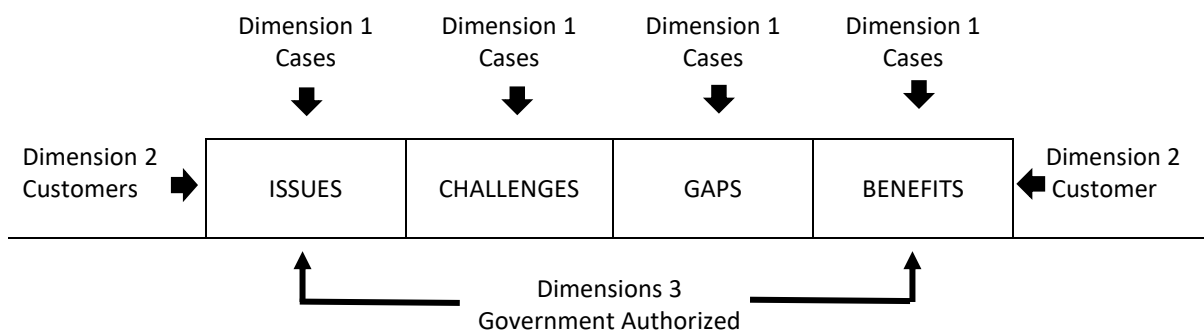 Dimension 1 Cases
Dimension 1 Cases
Dimension 1 Cases
Dimension 1 Cases
Dimension 2
Customers
ISSUES
CHALLENGES
GAPS
BENEFITS
Dimension 2
Customer
Dimensions 3
Government Authorized